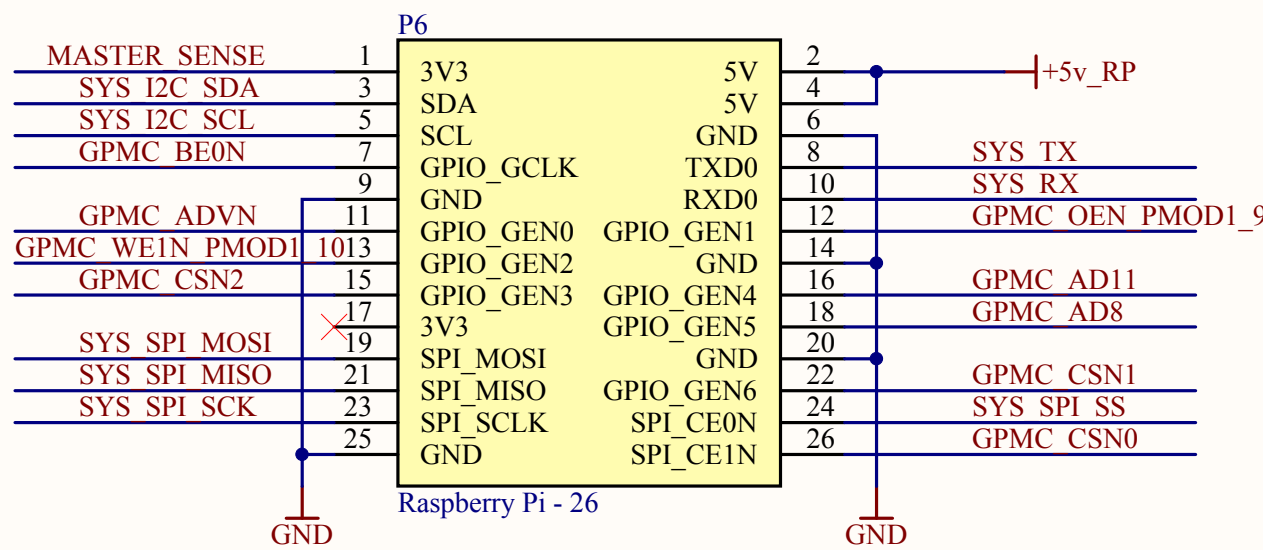 P6
MASTER_SENSE 1 3V3 5V 2 +5v_RP
SYS_I2C_SDA 3 SDA 5V 4
SYS_I2C_SCL 5 SCL GND 6
GPMC_BE0N 7 GPIO_GCLK TXD0 8 SYS_TX
9 GND RXD0 10 SYS_RX
GPMC_ADVN 11 GPIO_GEN0 GPIO_GEN1 12 GPMC_OEN_PMOD1_9
GPMC_WE1N_PMOD1_10 13 GPIO_GEN2 GND 14
GPMC_CSN2 15 GPIO_GEN3 GPIO_GEN4 16 GPMC_AD11
17 3V3 GPIO_GEN5 18 GPMC_AD8
SYS_SPI_MOSI 19 SPI_MOSI GND 20
SYS_SPI_MISO 21 SPI_MISO GPIO_GEN6 22 GPMC_CSN1
SYS_SPI_SCK 23 SPI_SCLK SPI_CE0N 24 SYS_SPI_SS
25 GND SPI_CE1N 26 GPMC_CSN0
Raspberry Pi - 26
GND GND